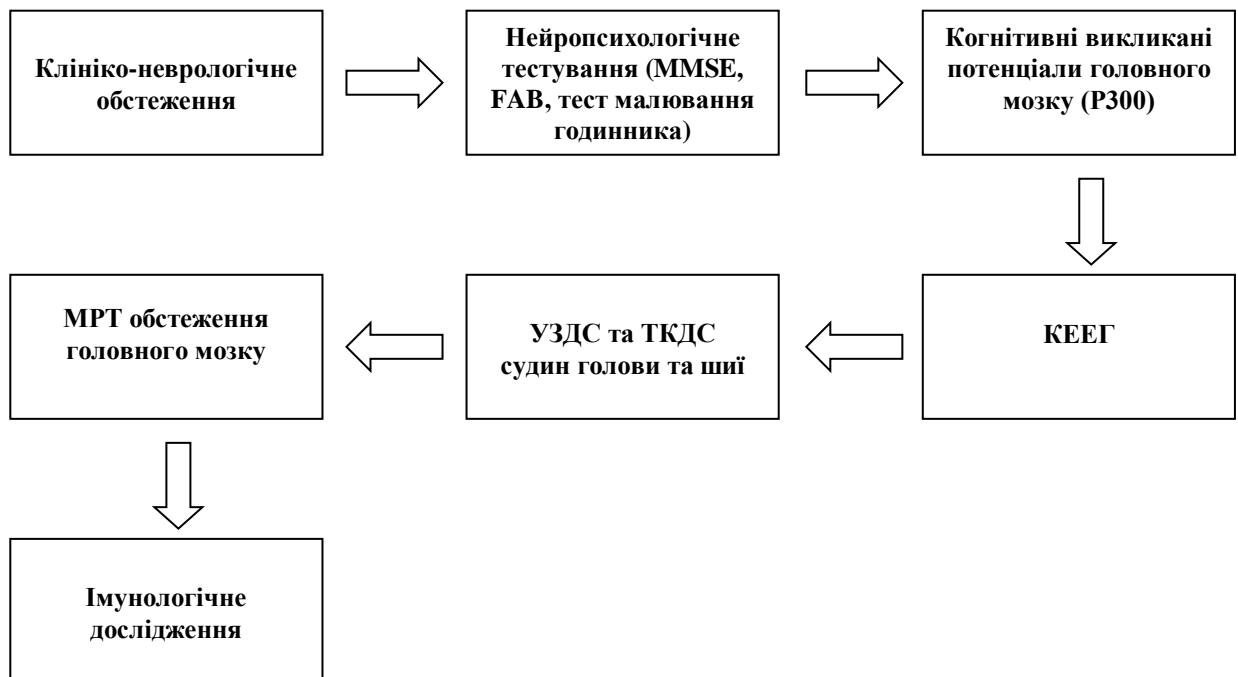 Клініко-неврологічне
обстеження
Нейропсихологічне
тестування (MMSE,
FAB, тест малювання
годинника)
Когнітивні викликані
потенціали головного
мозку (Р300)
КЕЕГ
УЗДС та ТКДС
судин голови та шиї
МРТ обстеження
головного мозку
Імунологічне
дослідження